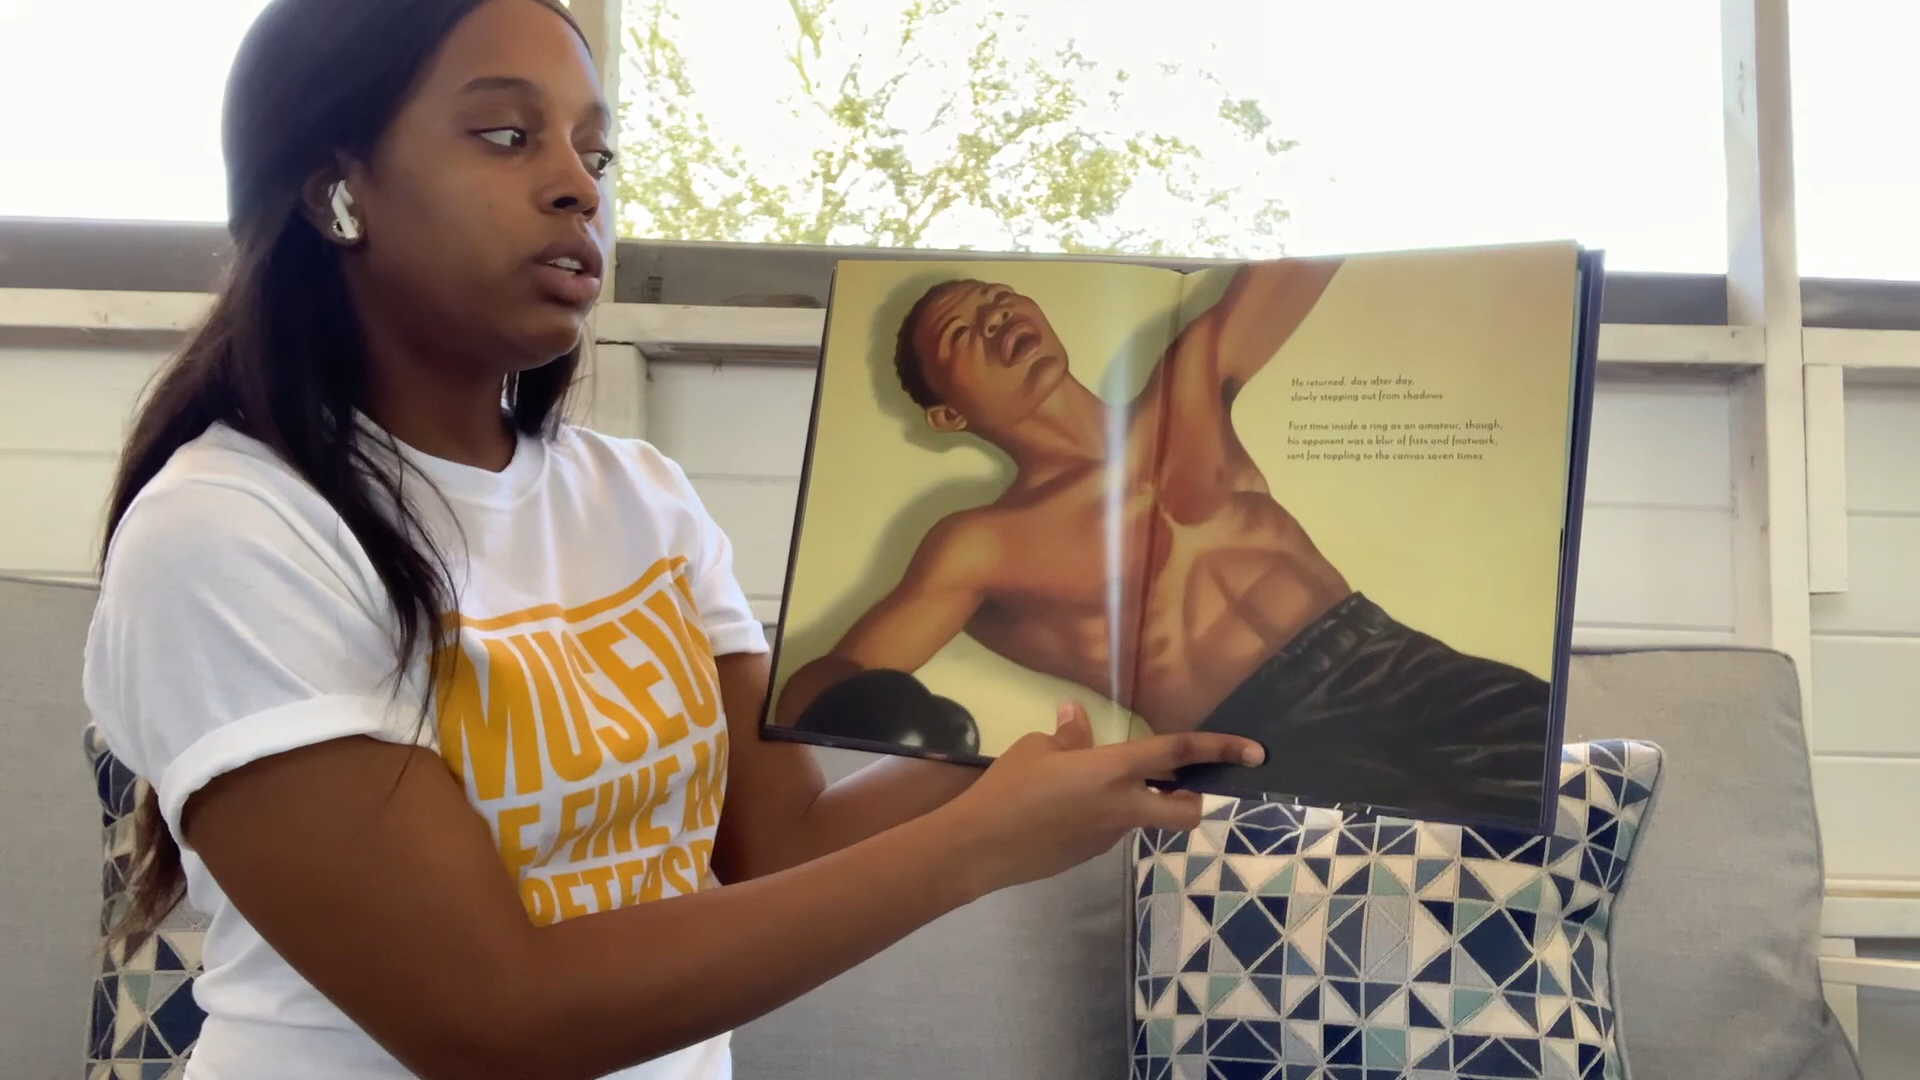 MUSEU
F FINE A
PETERSB
He returned, day after day,
slowly stepping out from shadows
First time inside a ring as an amateur, though,
his opponent was a blur of fists and footwork,
sent Joe toppling to the canvas seven times